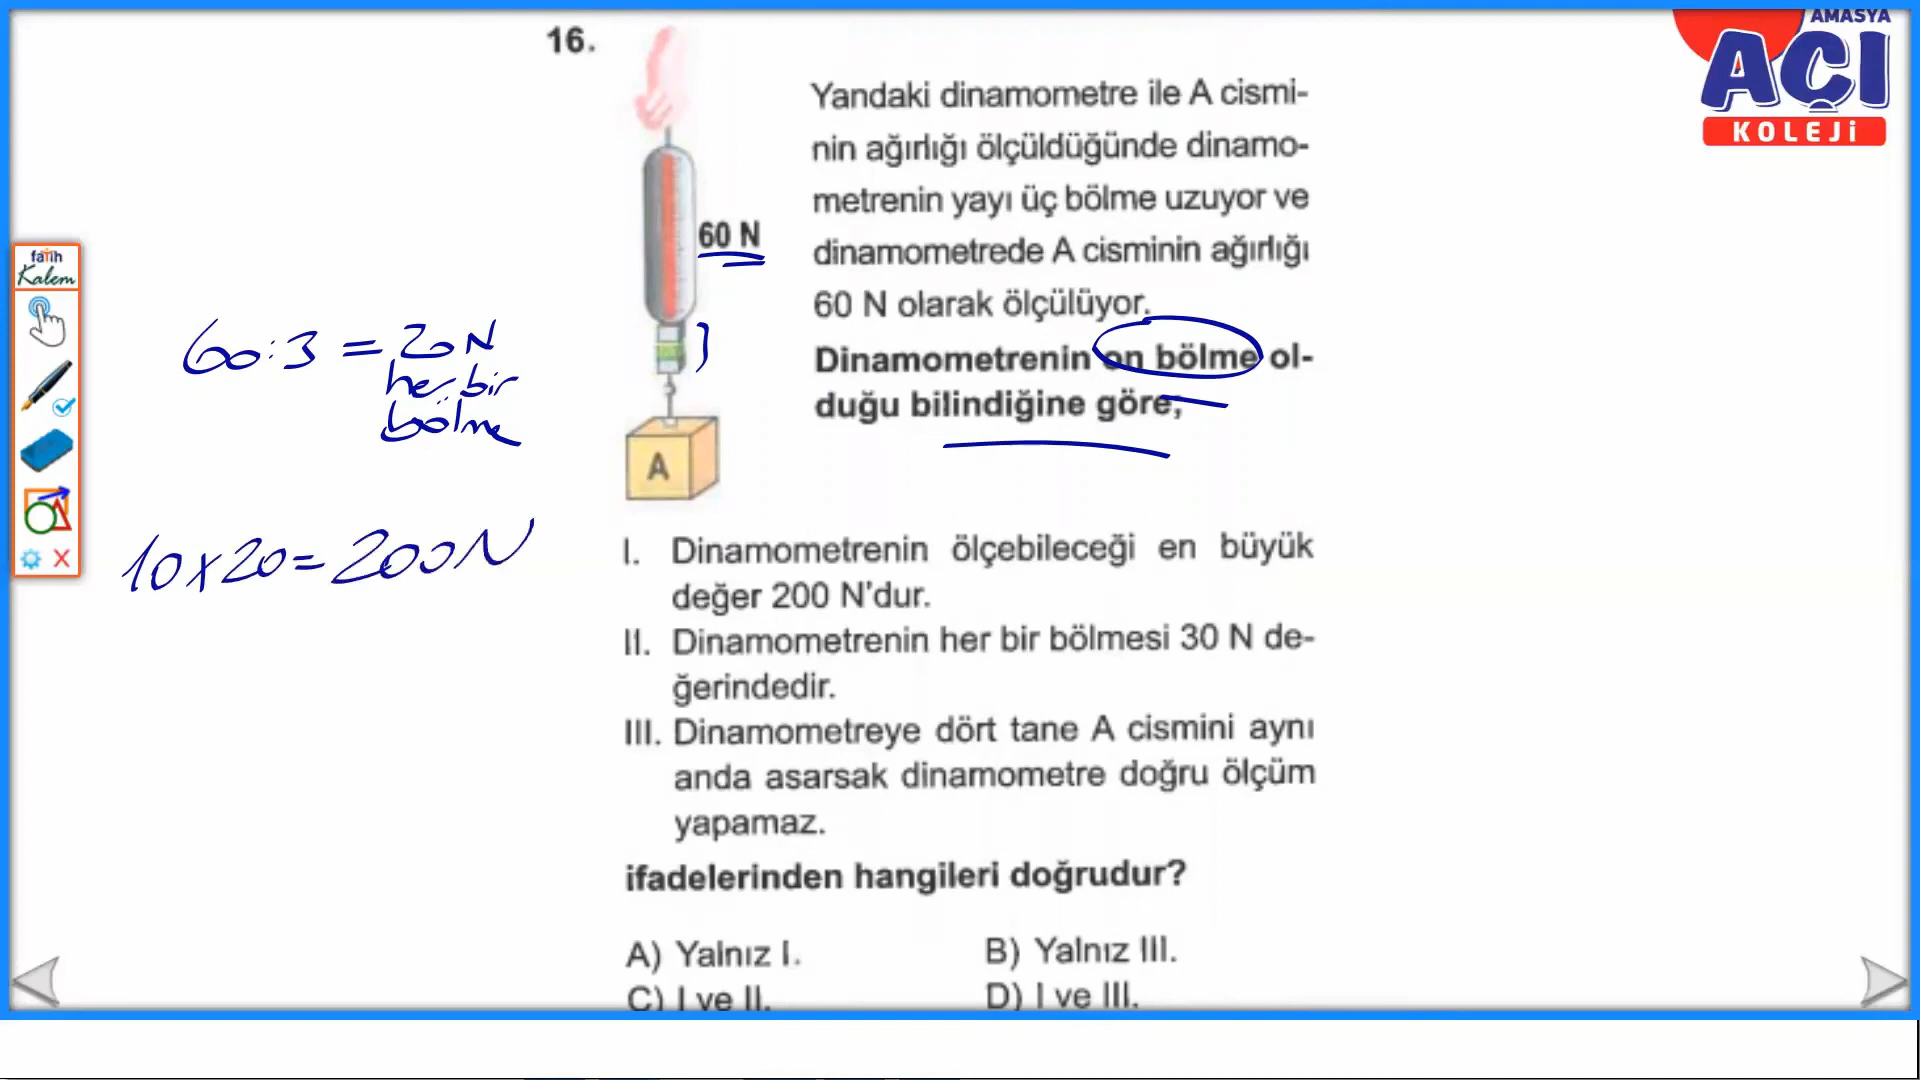 AMASYA
AÇI
KOLEJİ
16.
Yandaki dinamometre ile A cismi-
nin ağırlığı ölçüldüğünde dinamo-
metrenin yayı üç bölme uzuyor ve
dinamometrede A cisminin ağırlığı
60 N olarak ölçülüyor.
Dinamometrenin on bölme ol-
duğu bilindiğine göre;
60 N
A
fatih
Kalem
60:3 = 20N
her bir
bölme
10x20=200N
I. Dinamometrenin ölçebileceği en büyük
değer 200 N'dur.
II. Dinamometrenin her bir bölmesi 30 N de-
ğerindedir.
III. Dinamometreye dört tane A cismini aynı
anda asarsak dinamometre doğru ölçüm
yapamaz.
ifadelerinden hangileri doğrudur?
A) Yalnız I. B) Yalnız III.
C) I ve II. D) I ve III.